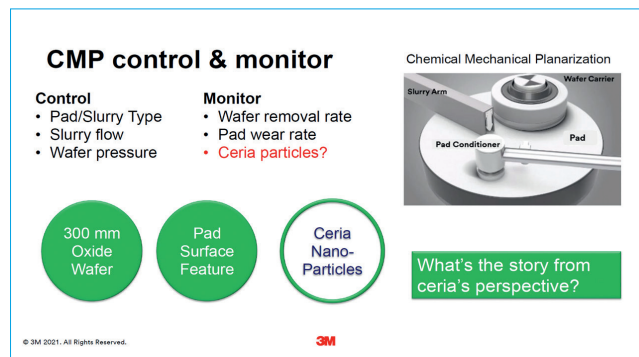 CMP control & monitor
Control
• Pad/Slurry Type
• Slurry flow
• Wafer pressure
Monitor
• Wafer removal rate
• Pad wear rate
• Ceria particles?
Chemical Mechanical Planarization
Wafer Carrier
Slurry Arm
Pad
Pad Conditioner
300 mm
Oxide
Wafer
Pad
Surface
Feature
Ceria
Nano-
Particles
What's the story from
ceria's perspective?
© 3M 2021. All Rights Reserved.
3M